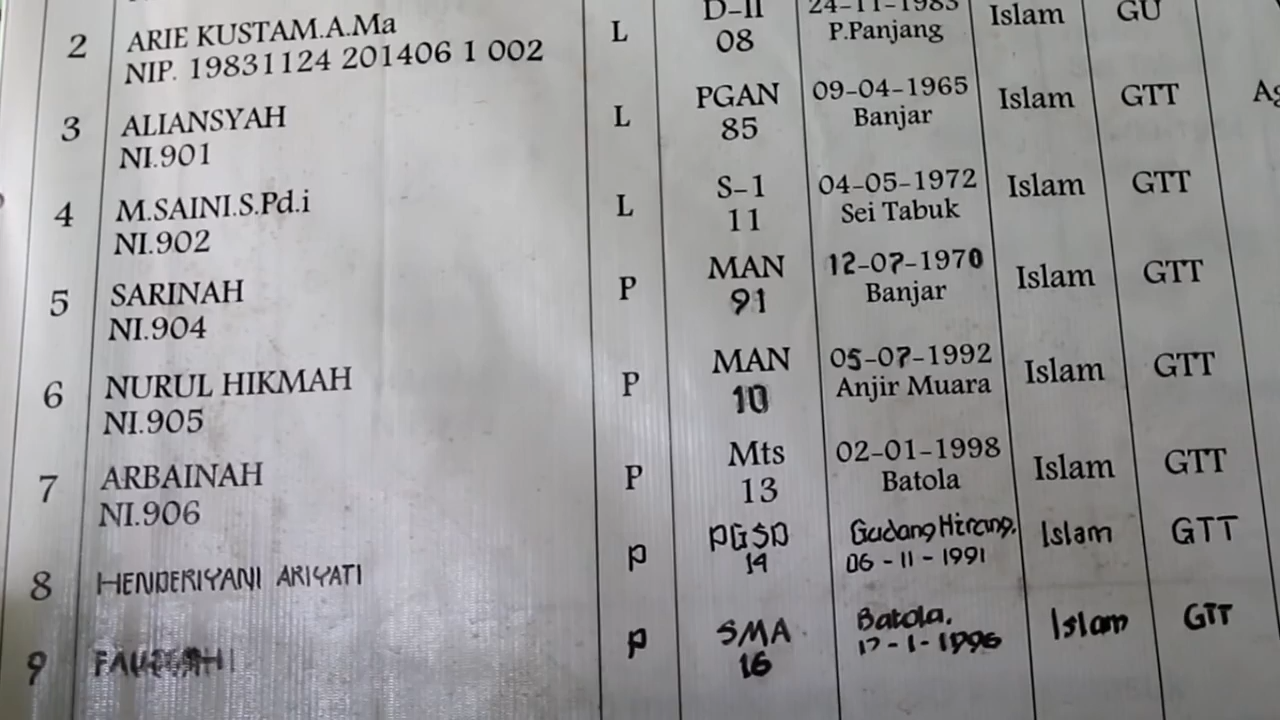 D-II 24-11-1983
2 ARIE KUSTAM.A.Ma L Islam GU
NIP. 19831124 201406 1 002 08 P.Panjang
3 ALIANSYAH L PGAN 09-04-1965 Islam GTT
NI.901 85 Banjar
4 M.SAINI.S.Pd.i L S-1 04-05-1972 Islam GTT
NI.902 11 Sei Tabuk
5 SARINAH P MAN 12-07-1970 Islam GTT
NI.904 91 Banjar
6 NURUL HIKMAH P MAN 05-07-1992 Islam GTT
NI.905 10 Anjir Muara
7 ARBAINAH P Mts 02-01-1998 Islam GTT
NI.906 13 Batola
8 HENDERIYANI ARIYATI P PGSD Gudang Hirang. Islam GTT
14 06-11-1991
9 P SMA Batola. Islam GTT
16